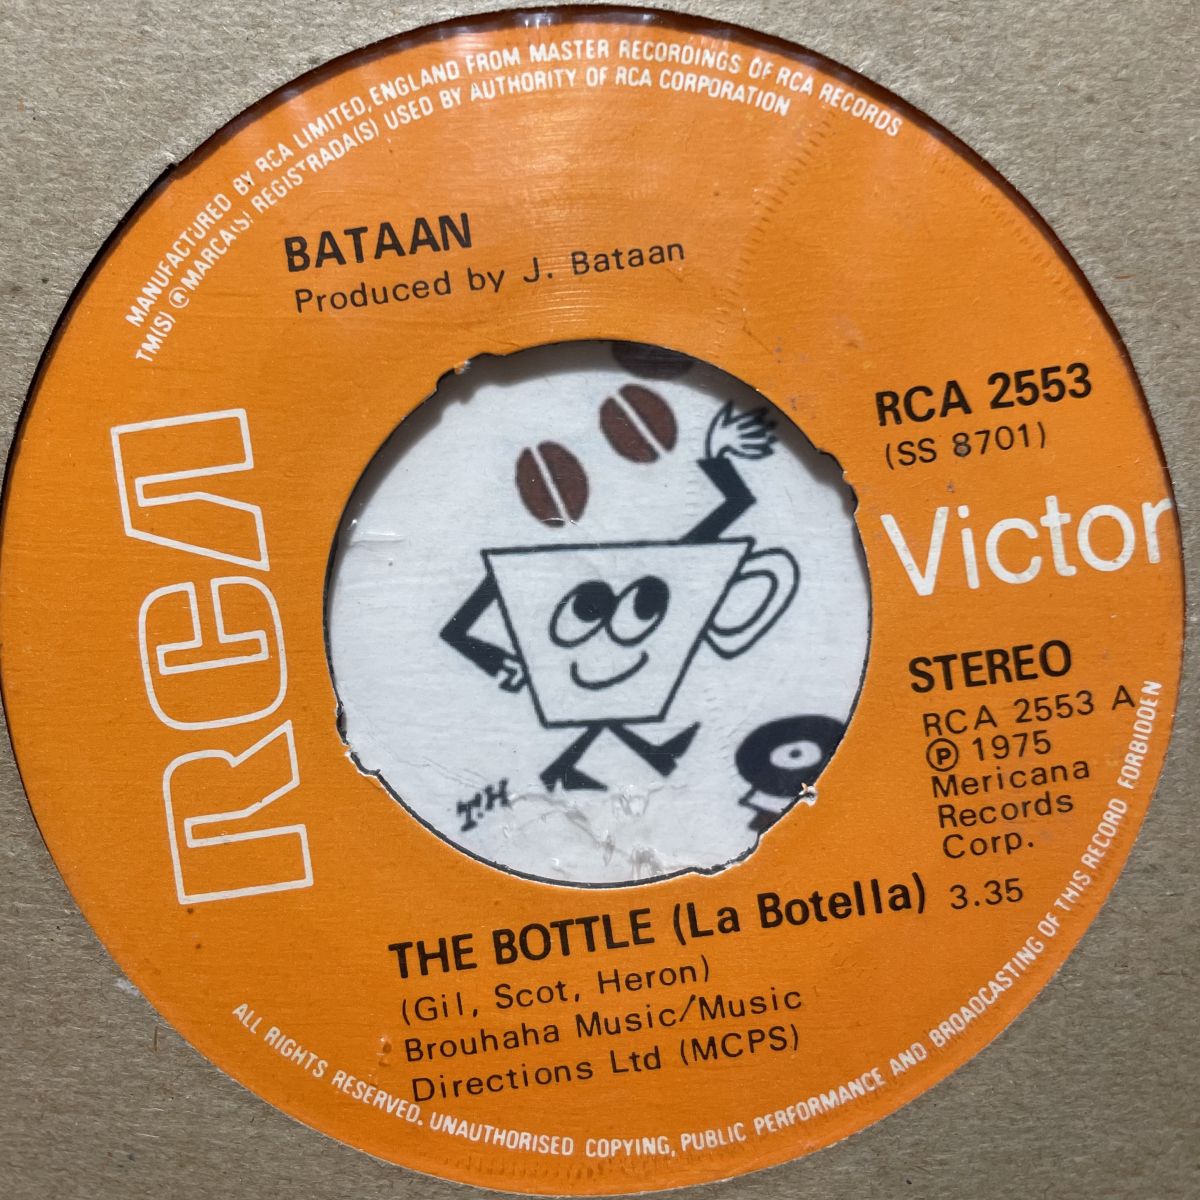 MANUFACTURED BY RCA LIMITED, ENGLAND FROM MASTER RECORDINGS OF RCA RECORDS
TM(S) ® MARCA(S) REGISTRADA(S) USED BY AUTHORITY OF RCA CORPORATION
BATAAN
Produced by J. Bataan
RCA 2553
(SS 8701)
RCA
Victor
STEREO
RCA 2553 A
Ⓟ 1975
Mericana
Records
Corp.
T.H
THE BOTTLE (La Botella) 3.35
(Gil, Scot, Heron)
Brouhaha Music/Music
Directions Ltd (MCPS)
ALL RIGHTS RESERVED. UNAUTHORISED COPYING, PUBLIC PERFORMANCE AND BROADCASTING OF THIS RECORD FORBIDDEN